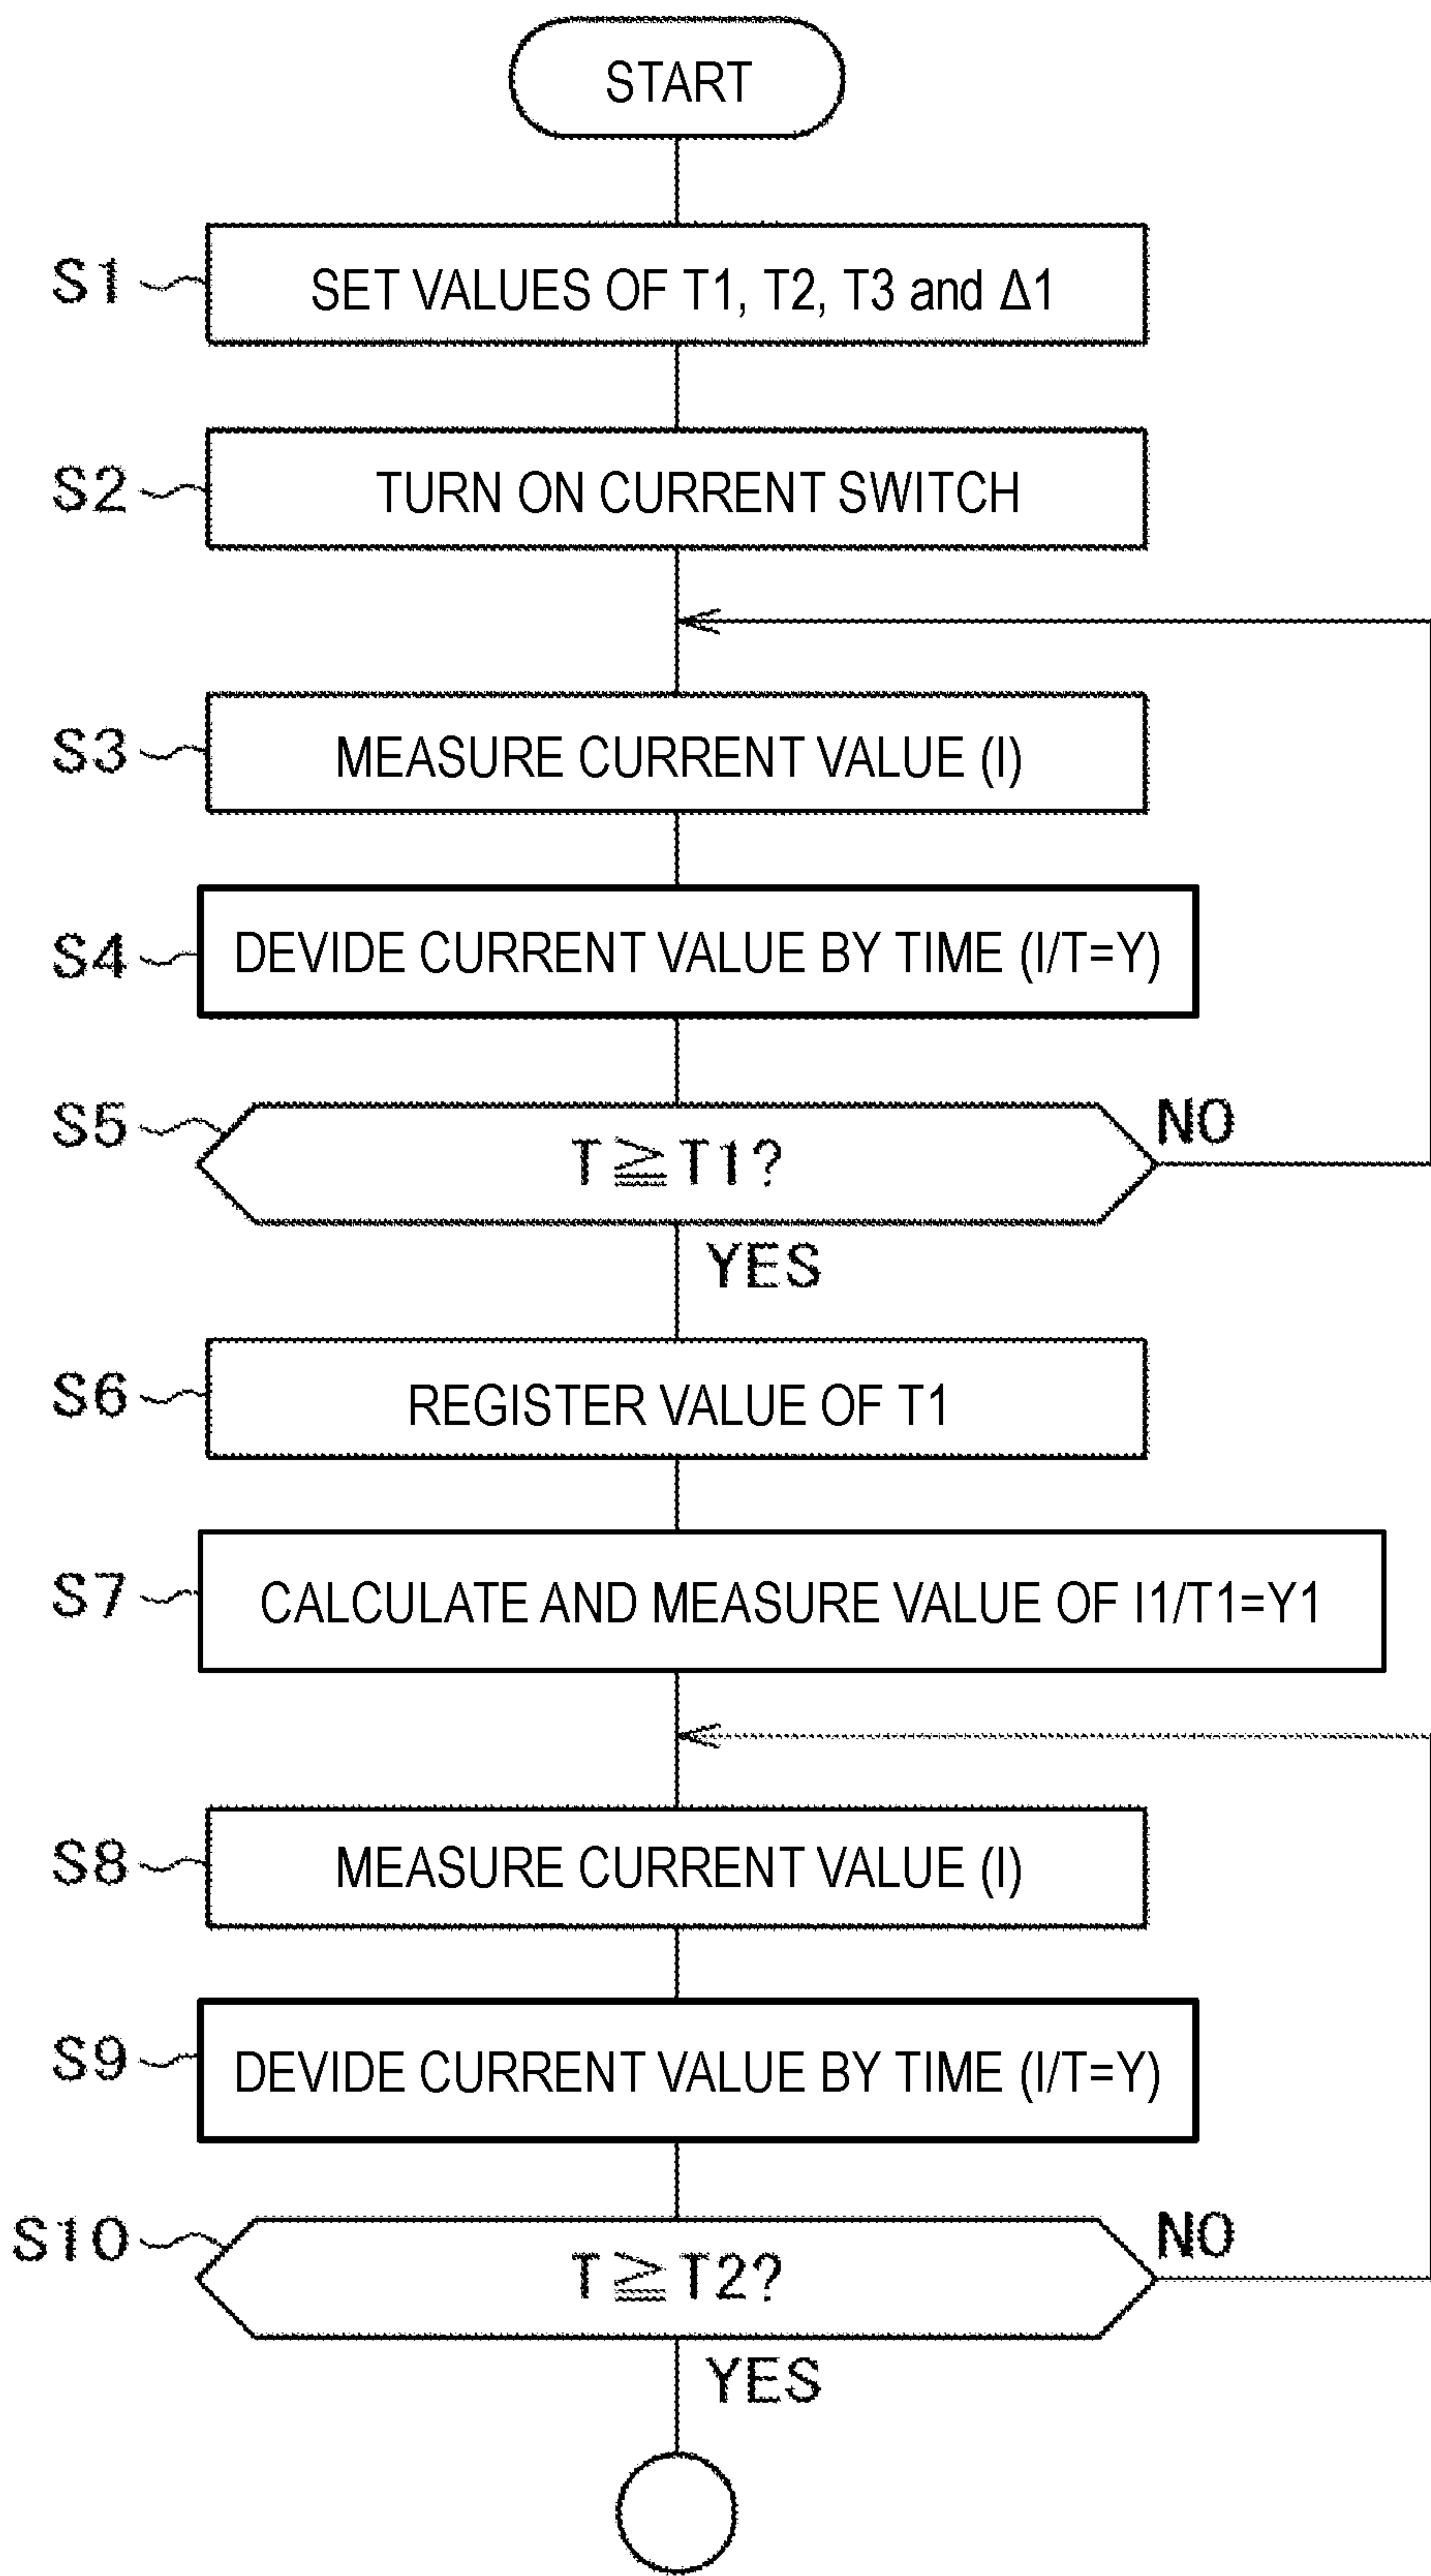 START
S1 SET VALUES OF T1, T2, T3 and Δ1
S2 TURN ON CURRENT SWITCH
S3 MEASURE CURRENT VALUE (I)
S4 DEVIDE CURRENT VALUE BY TIME (I/T=Y)
S5 T≧T1? NO
YES
S6 REGISTER VALUE OF T1
S7 CALCULATE AND MEASURE VALUE OF I1/T1=Y1
S8 MEASURE CURRENT VALUE (I)
S9 DEVIDE CURRENT VALUE BY TIME (I/T=Y)
S10 T≧T2? NO
YES